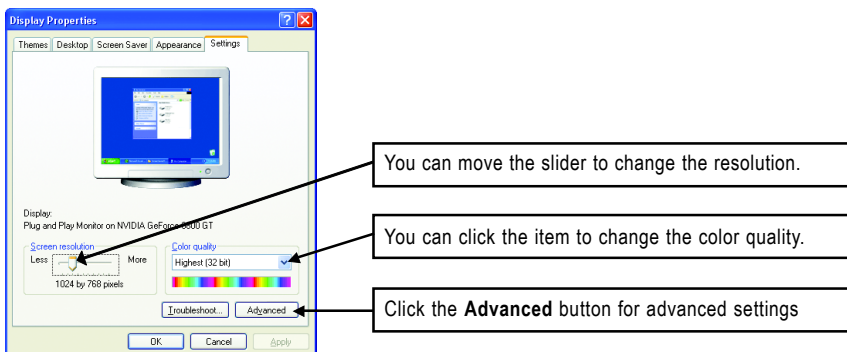 Display Properties
Themes Desktop Screen Saver Appearance Settings
You can move the slider to change the resolution.
Display:
Plug and Play Monitor on NVIDIA GeForce GT
Screen resolution
Less More
1024 by 768 pixels
Color quality
Highest (32 bit)
You can click the item to change the color quality.
Troubleshoot... Advanced
Click the Advanced button for advanced settings
OK Cancel Apply